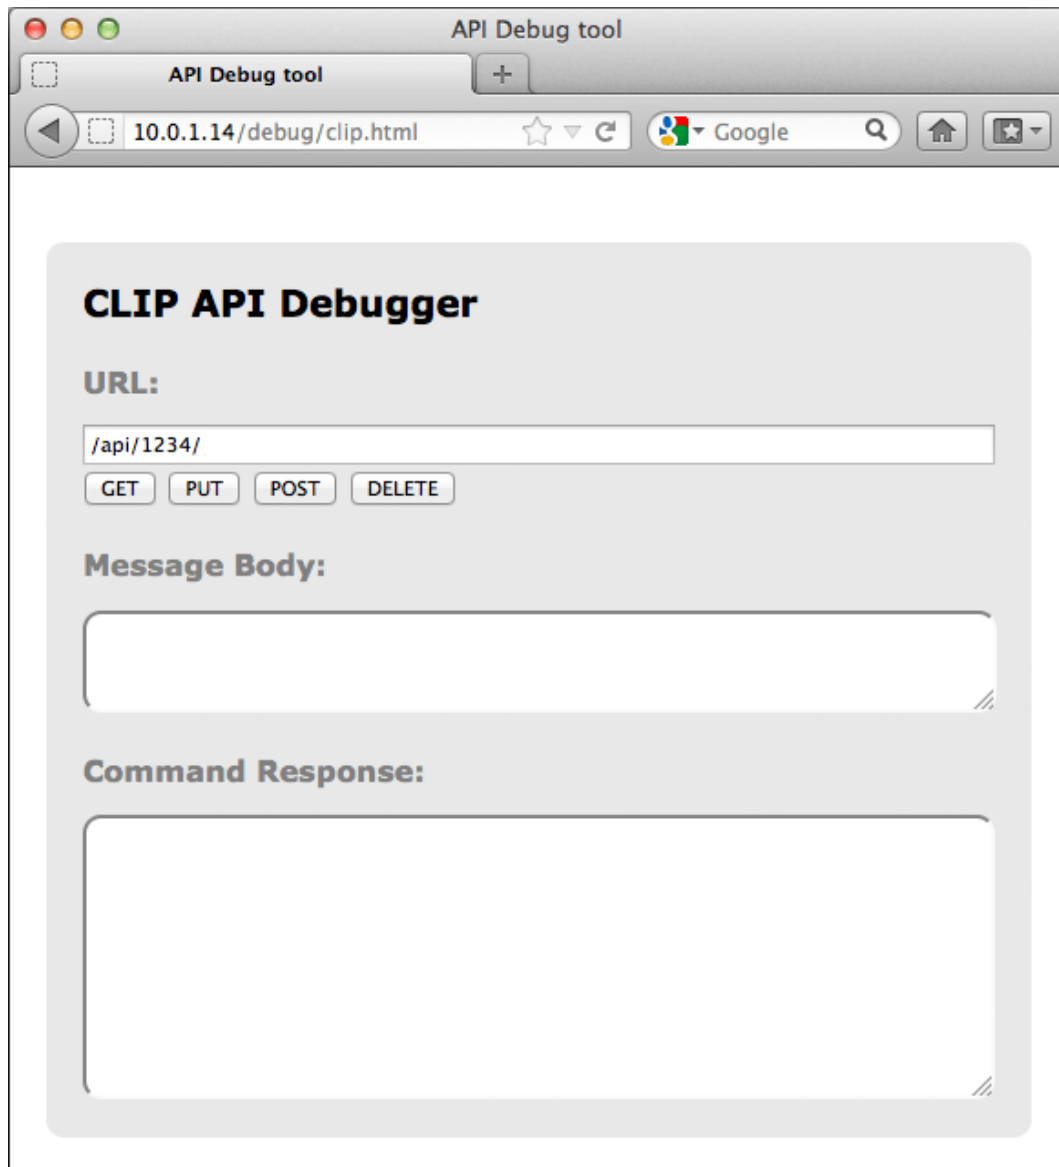 API Debug tool
API Debug tool
10.0.1.14/debug/clip.html Google
CLIP API Debugger
URL:
/api/1234/
GET PUT POST DELETE
Message Body:
Command Response: